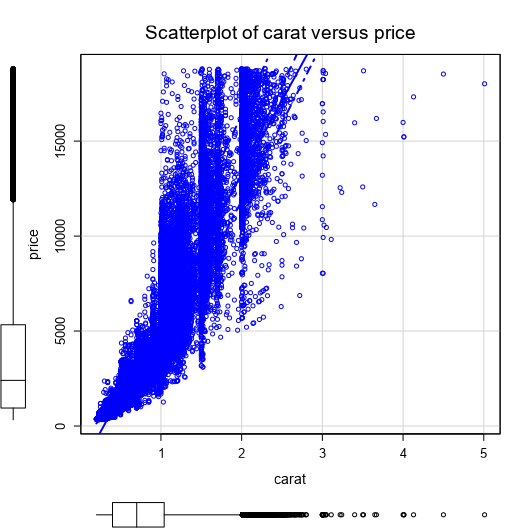 Scatterplot of carat versus price
15000
10000
5000
0
price
1 2 3 4 5
carat